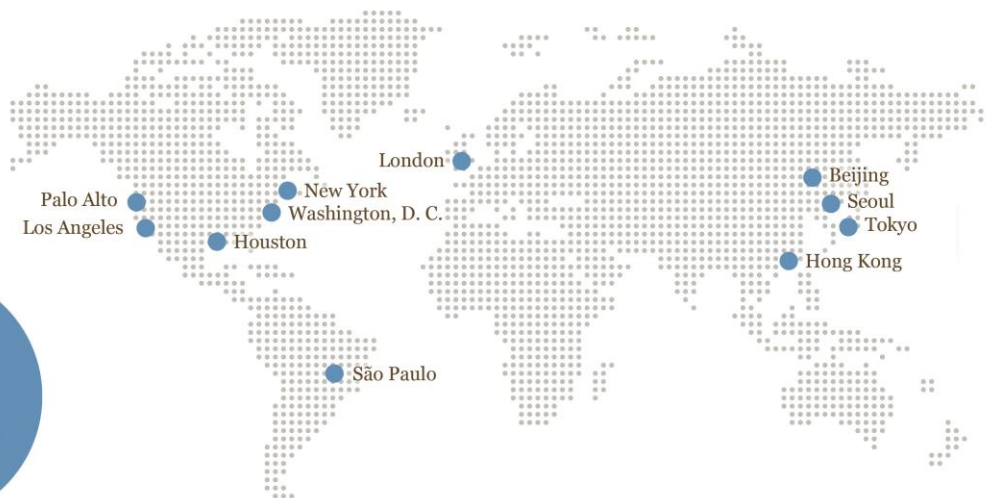 London
Beijing
Palo Alto
New York
Seoul
Washington, D. C.
Los Angeles
Tokyo
Houston
Hong Kong
São Paulo